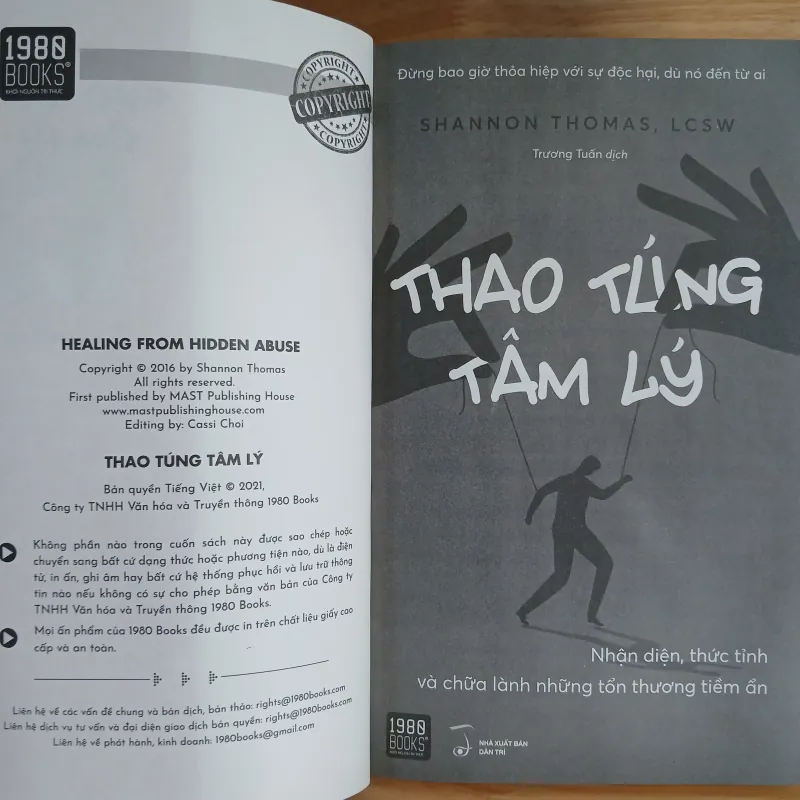 1980
BOOKS
KHƠI NGUỒN TRI THỨC
COPYRIGHT
COPYRIGHT
COPYRIGHT
HEALING FROM HIDDEN ABUSE
Copyright © 2016 by Shannon Thomas
All rights reserved.
First published by MAST Publishing House
www.mastpublishinghouse.com
Editing by: Cassi Choi
THAO TÚNG TÂM LÝ
Bản quyền Tiếng Việt © 2021,
Công ty TNHH Văn hóa và Truyền thông 1980 Books
Không phần nào trong cuốn sách này được sao chép hoặc
chuyển sang bất cứ dạng thức hoặc phương tiện nào, dù là điện
tử, in ấn, ghi âm hay bất cứ hệ thống phục hồi và lưu trữ thông
tin nào nếu không có sự cho phép bằng văn bản của Công ty
TNHH Văn hóa và Truyền thông 1980 Books.
Mọi ấn phẩm của 1980 Books đều được in trên chất liệu giấy cao
cấp và an toàn.
Liên hệ về các vấn đề chung và bản dịch, bản thảo: rights@1980books.com
Liên hệ dịch vụ tư vấn và đại diện giao dịch bản quyền: rights@1980books.com
Liên hệ về phát hành, kinh doanh: 1980books@gmail.com
Đừng bao giờ thỏa hiệp với sự độc hại, dù nó đến từ ai
SHANNON THOMAS, LCSW
Trương Tuấn dịch
THAO TÚNG
TÂM LÝ
Nhận diện, thức tỉnh
và chữa lành những tổn thương tiềm ẩn
1980
BOOKS
NHÀ XUẤT BẢN
DÂN TRÍ